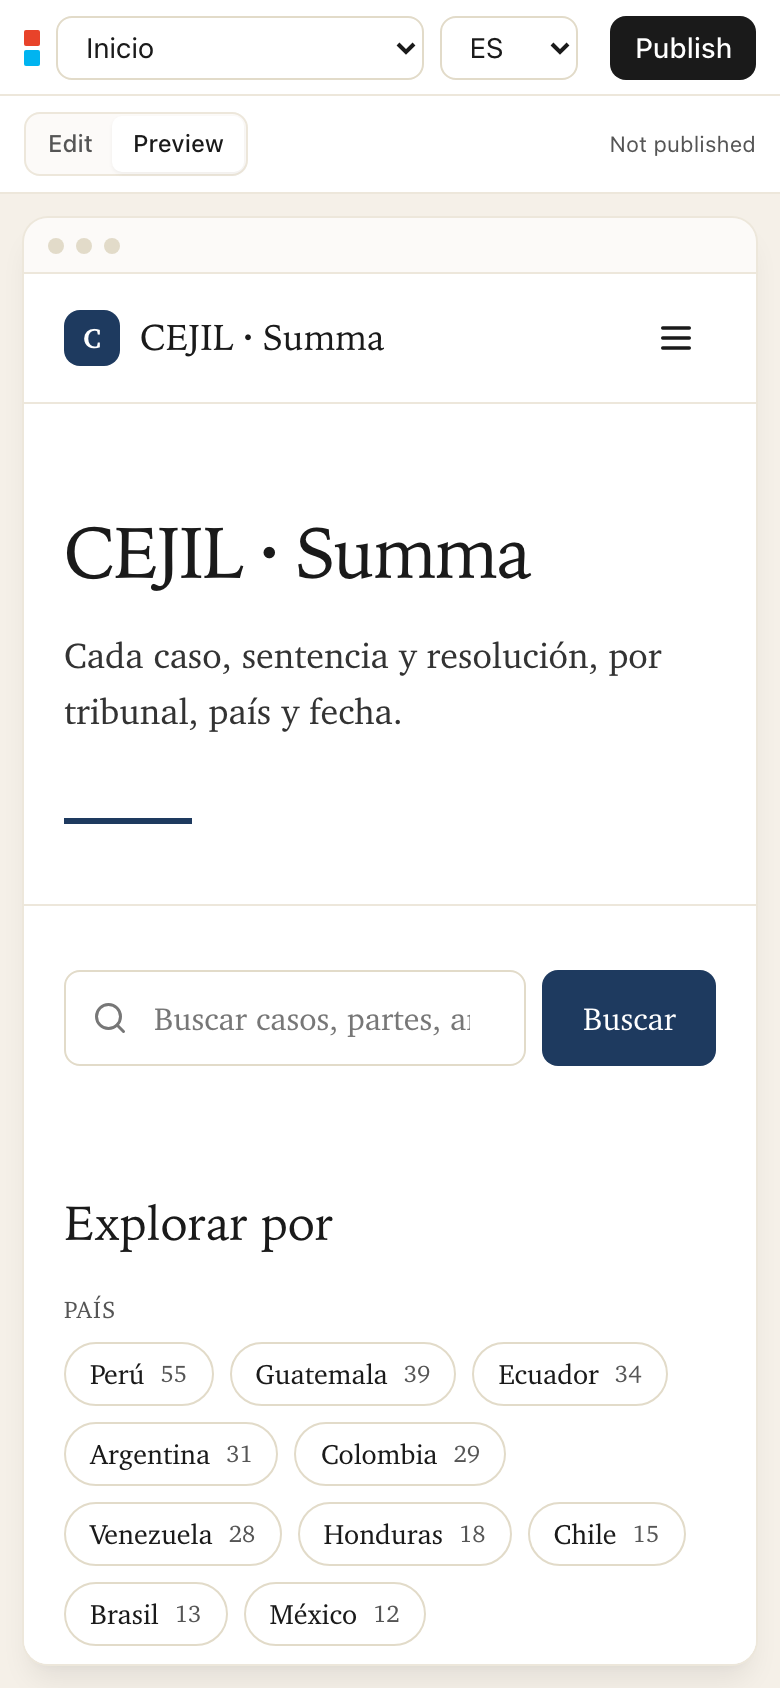 Inicio ES Publish
Edit Preview Not published
C CEJIL · Summa
CEJIL · Summa
Cada caso, sentencia y resolución, por
tribunal, país y fecha.
Buscar casos, partes, Buscar
Explorar por
PAÍS
Perú 55 Guatemala 39 Ecuador 34
Argentina 31 Colombia 29
Venezuela 28 Honduras 18 Chile 15
Brasil 13 México 12